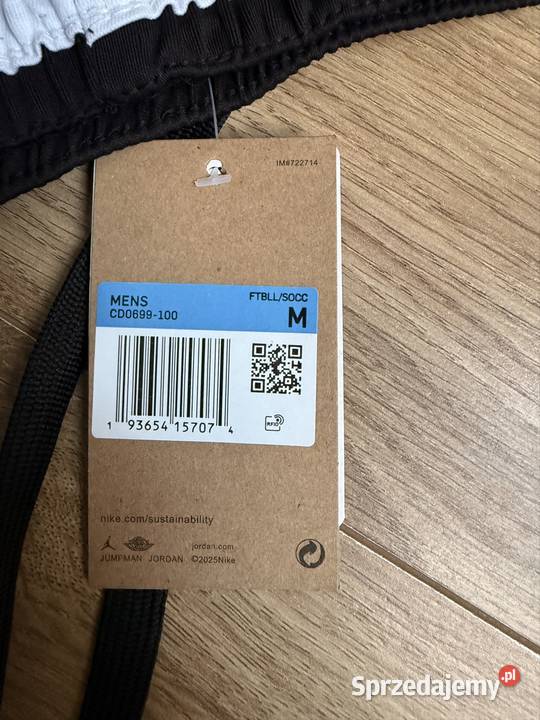 IM#722714
MENS
FTBLL/SOCC
CD0699-100
M
1 93654 15707 4
RFID
nike.com/sustainability
jordan.com
JUMPMAN JORDAN ©2025Nike
Sprzedajemy.pl